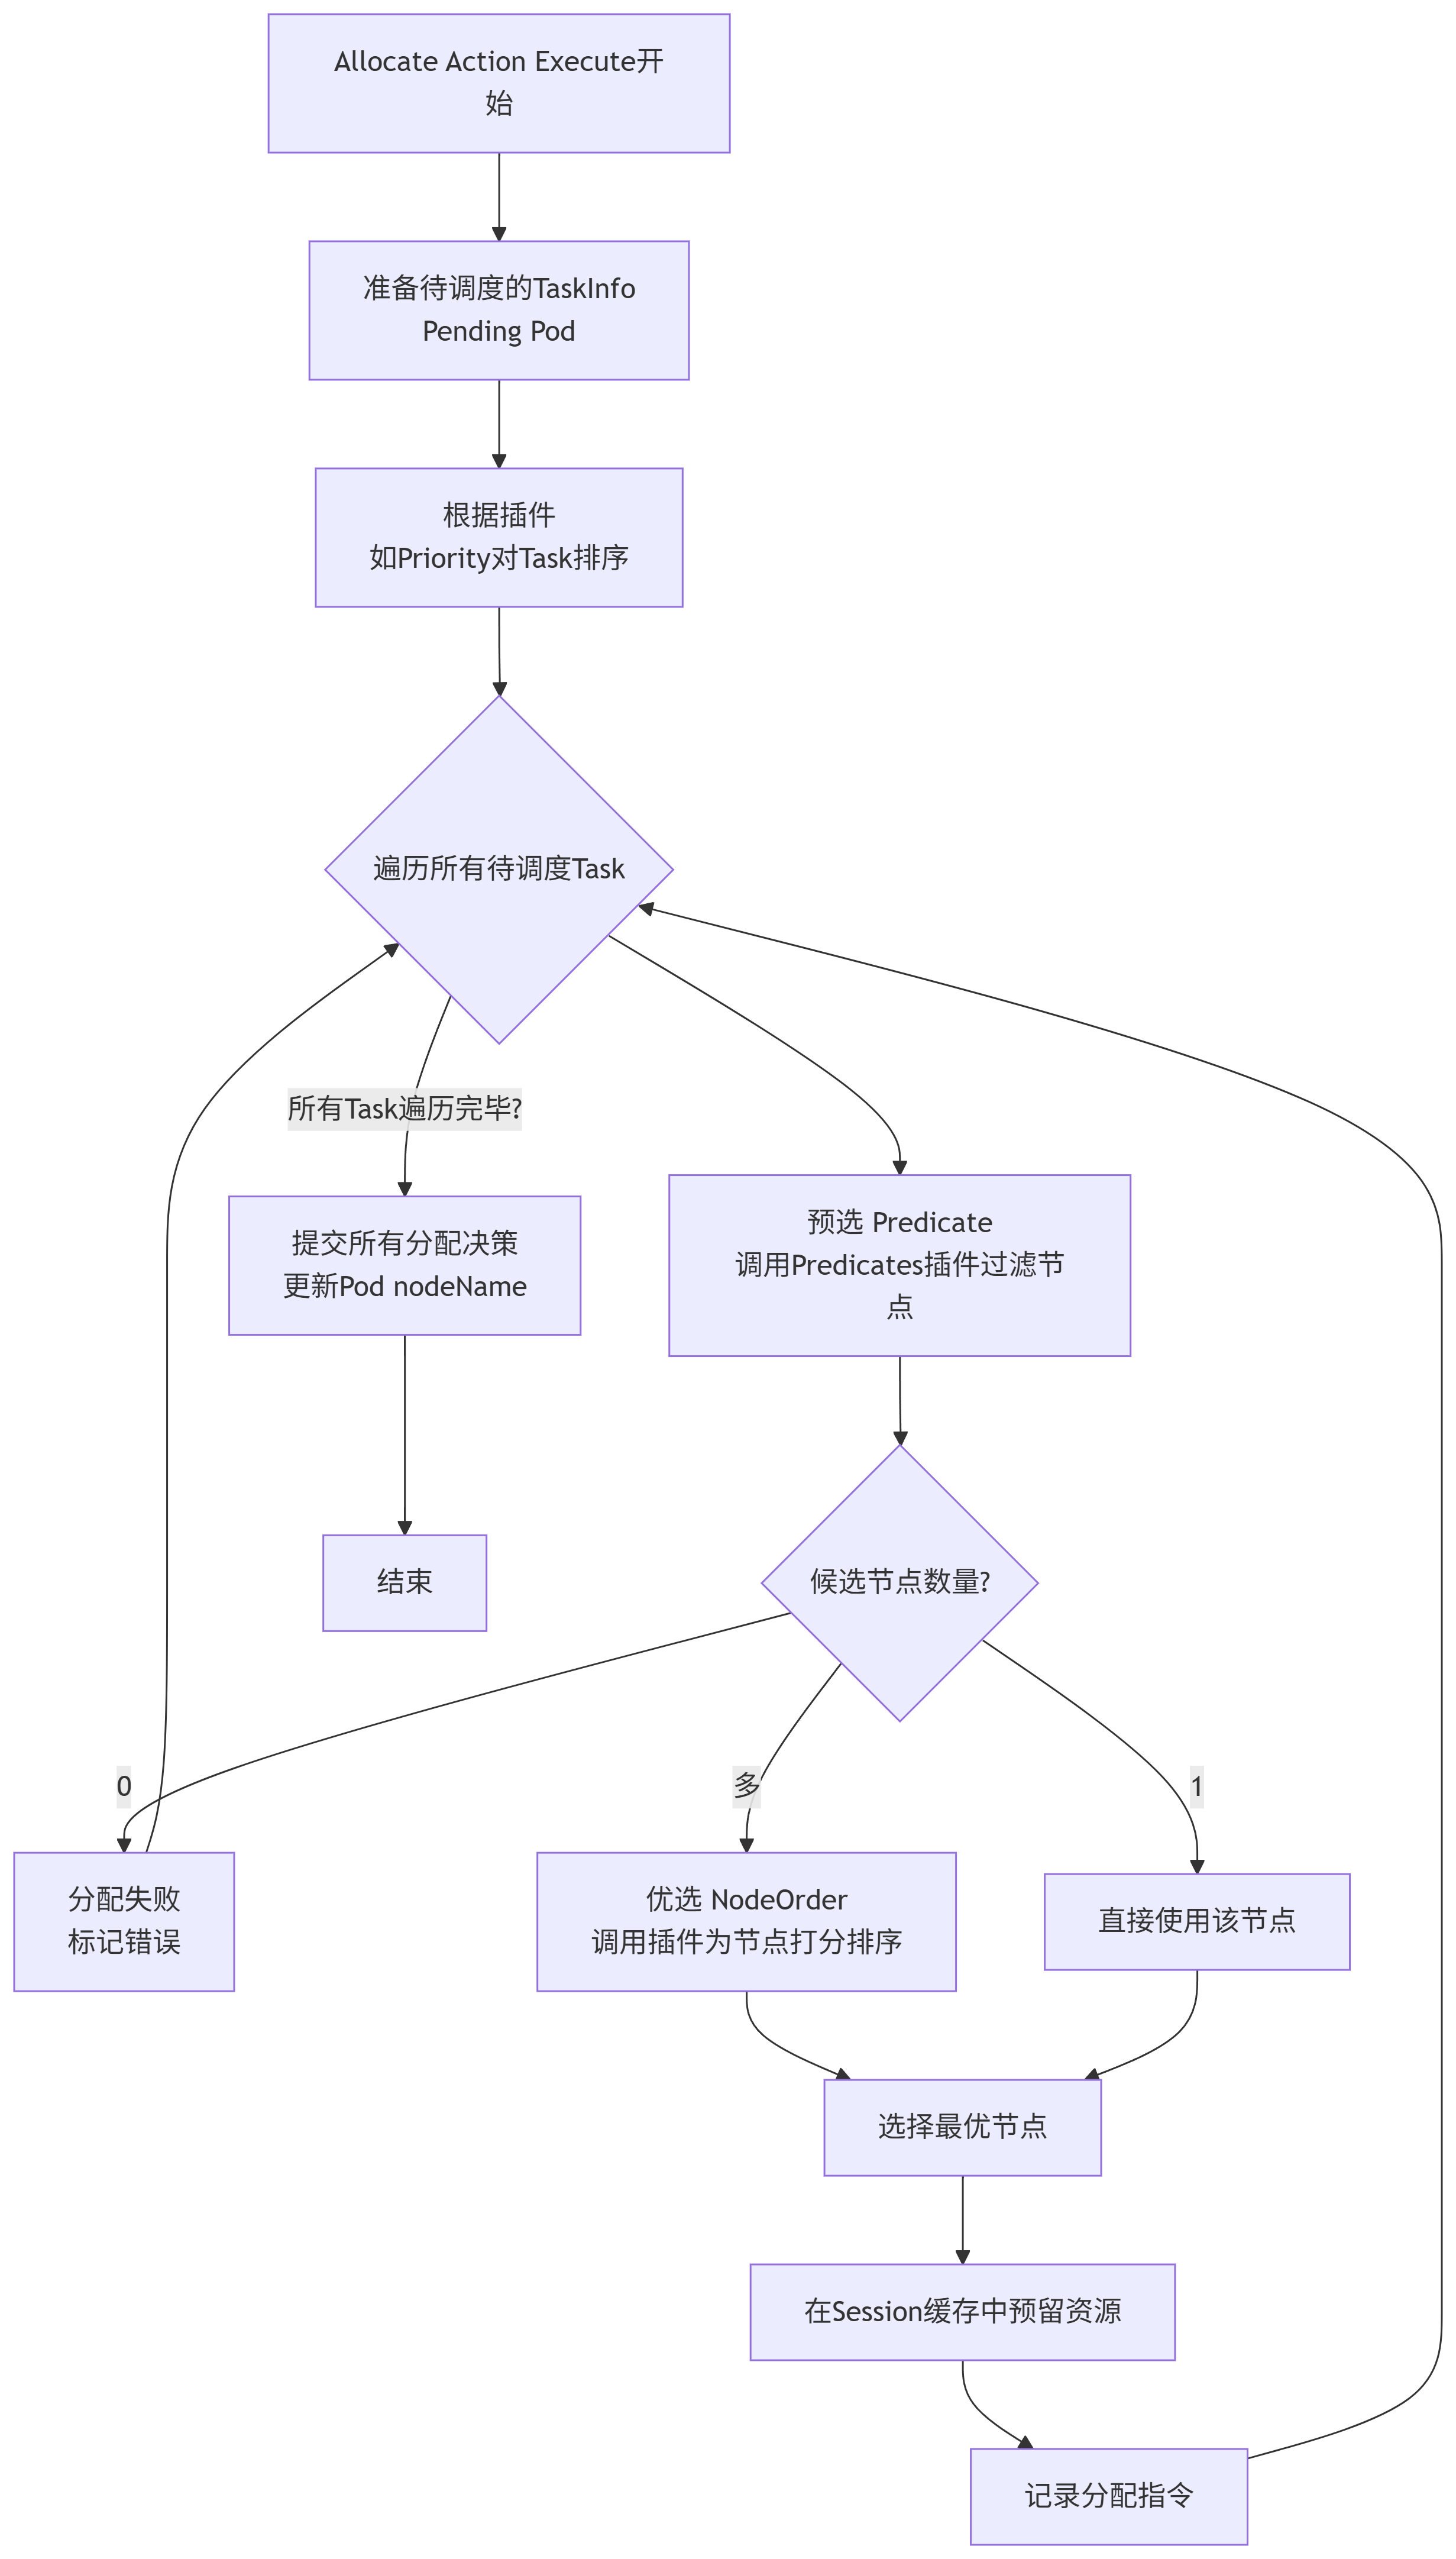 Allocate Action Execute开
始
准备待调度的TaskInfo
Pending Pod
根据插件
如Priority对Task排序
遍历所有待调度Task
所有Task遍历完毕?
提交所有分配决策
更新Pod nodeName
预选 Predicate
调用Predicates插件过滤节
点
结束
候选节点数量?
0
多
1
分配失败
标记错误
优选 NodeOrder
调用插件为节点打分排序
直接使用该节点
选择最优节点
在Session缓存中预留资源
记录分配指令